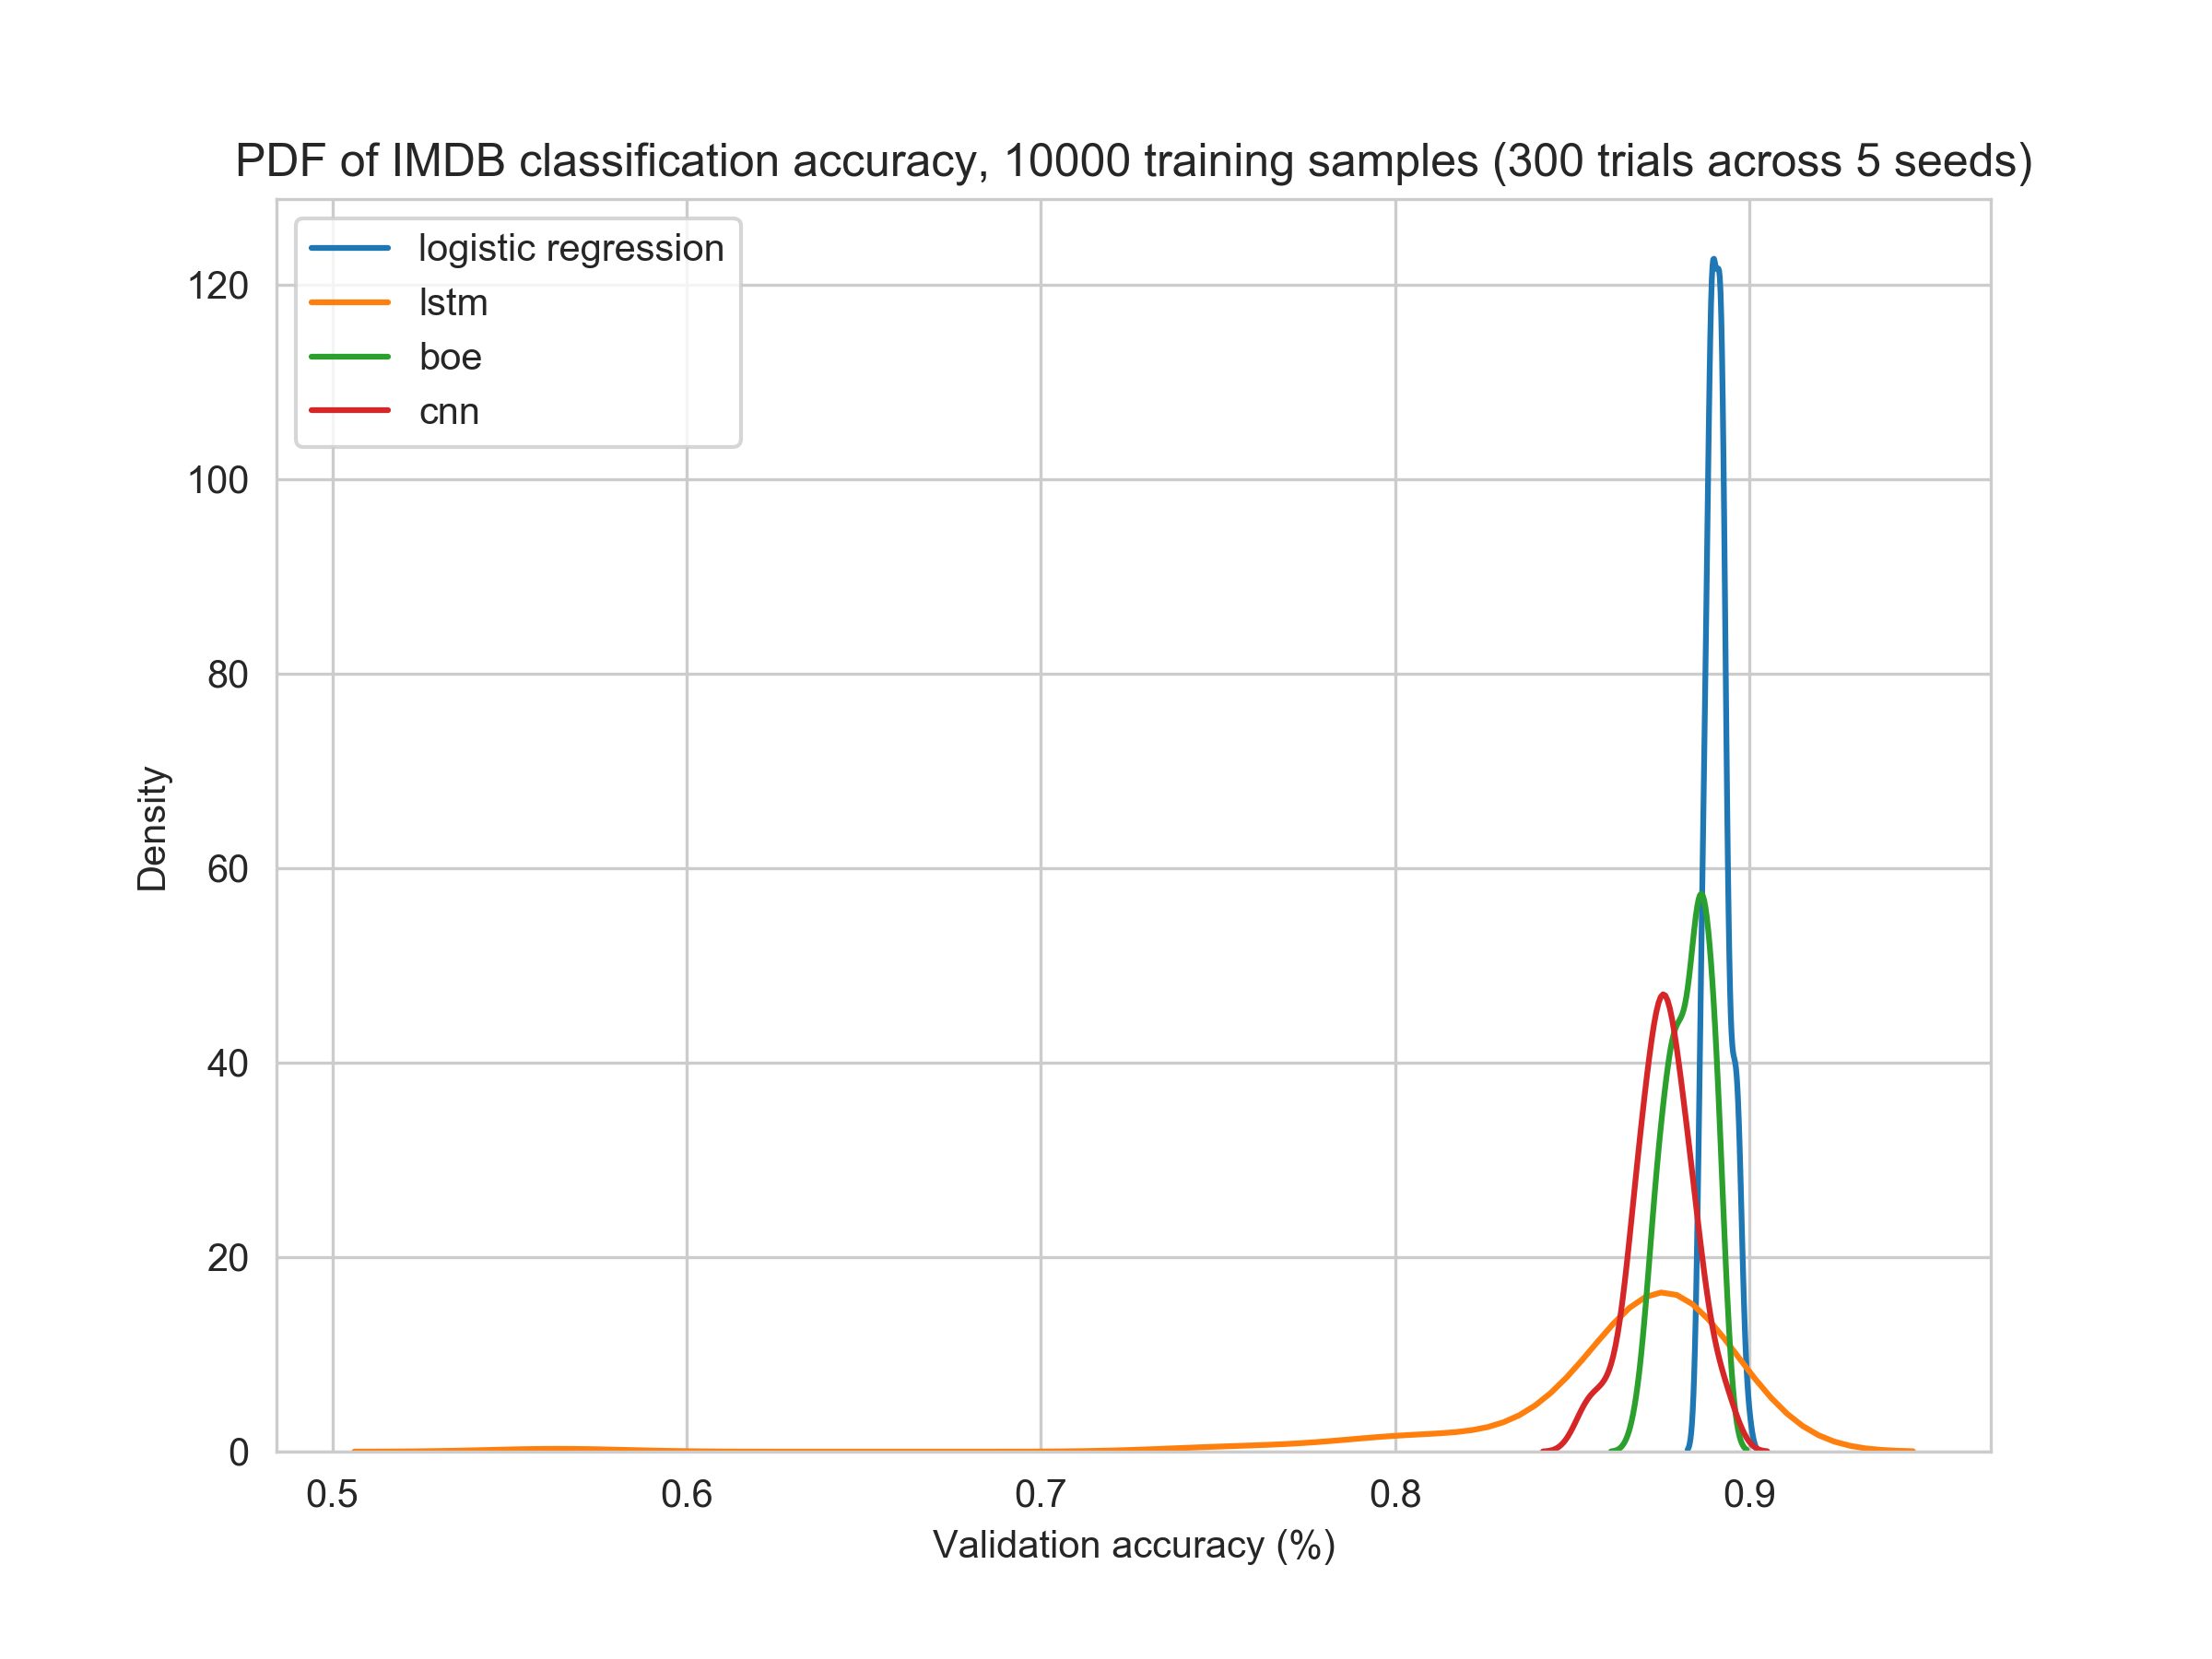 PDF of IMDB classification accuracy, 10000 training samples (300 trials across 5 seeds)
logistic regression
lstm
boe
cnn
120
100
80
60
40
20
0
Density
0.5 0.6 0.7 0.8 0.9
Validation accuracy (%)